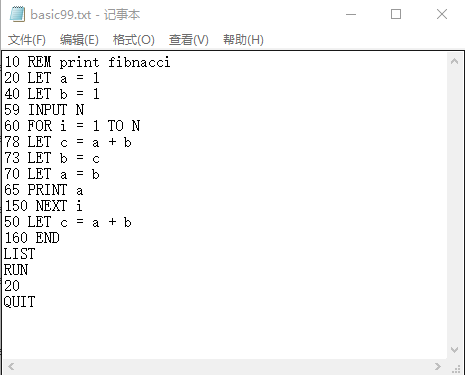 basic99.txt - 记事本
文件(F) 编辑(E) 格式(O) 查看(V) 帮助(H)
10 REM print fibnacci
20 LET a = 1
40 LET b = 1
59 INPUT N
60 FOR i = 1 TO N
78 LET c = a + b
73 LET b = c
70 LET a = b
65 PRINT a
150 NEXT i
50 LET c = a + b
160 END
LIST
RUN
20
QUIT